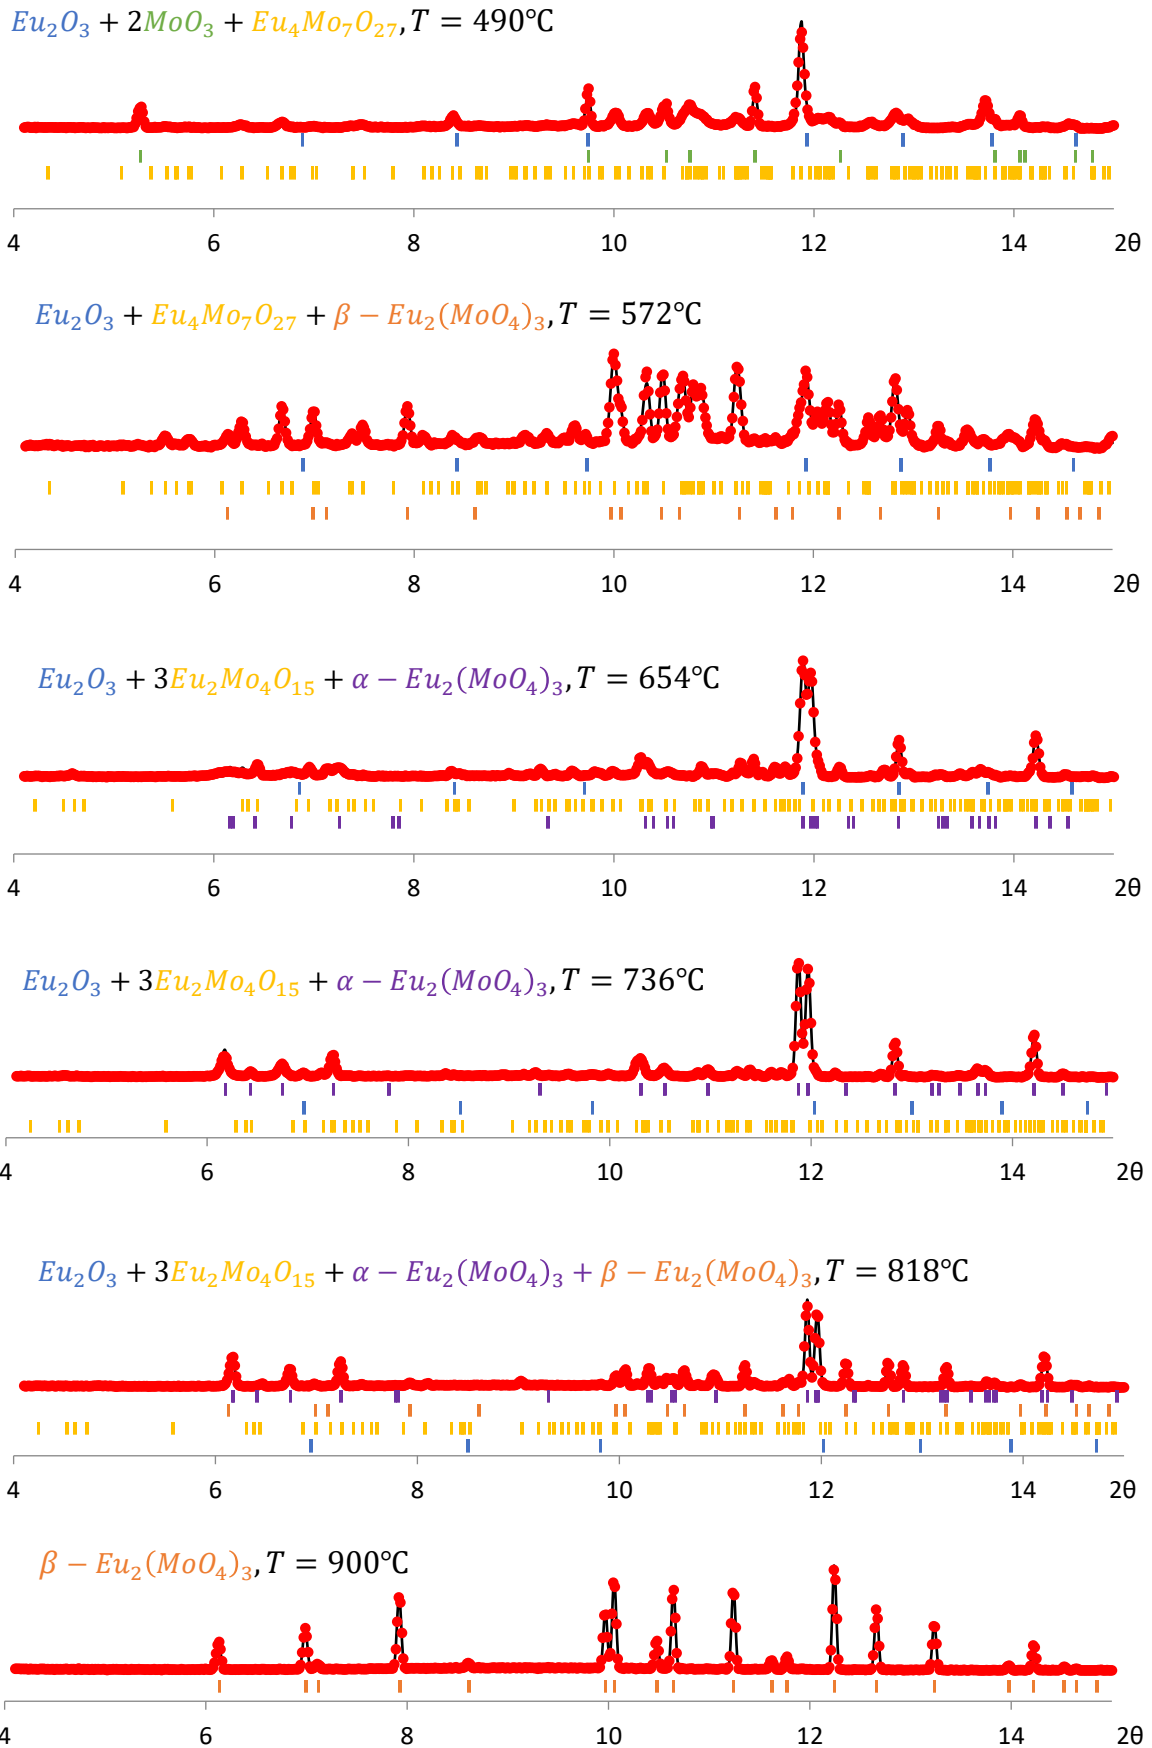 Eu₂O₃ + 2MoO₃ + Eu₄Mo₇O₂₇, T = 490℃
4 6 8 10 12 14 2θ
Eu₂O₃ + Eu₄Mo₇O₂₇ + β − Eu₂(MoO₄)₃, T = 572℃
4 6 8 10 12 14 2θ
Eu₂O₃ + 3Eu₂Mo₄O₁₅ + α − Eu₂(MoO₄)₃, T = 654℃
4 6 8 10 12 14 2θ
Eu₂O₃ + 3Eu₂Mo₄O₁₅ + α − Eu₂(MoO₄)₃, T = 736℃
4 6 8 10 12 14 2θ
Eu₂O₃ + 3Eu₂Mo₄O₁₅ + α − Eu₂(MoO₄)₃ + β − Eu₂(MoO₄)₃, T = 818℃
4 6 8 10 12 14 2θ
β − Eu₂(MoO₄)₃, T = 900℃
4 6 8 10 12 14 2θ